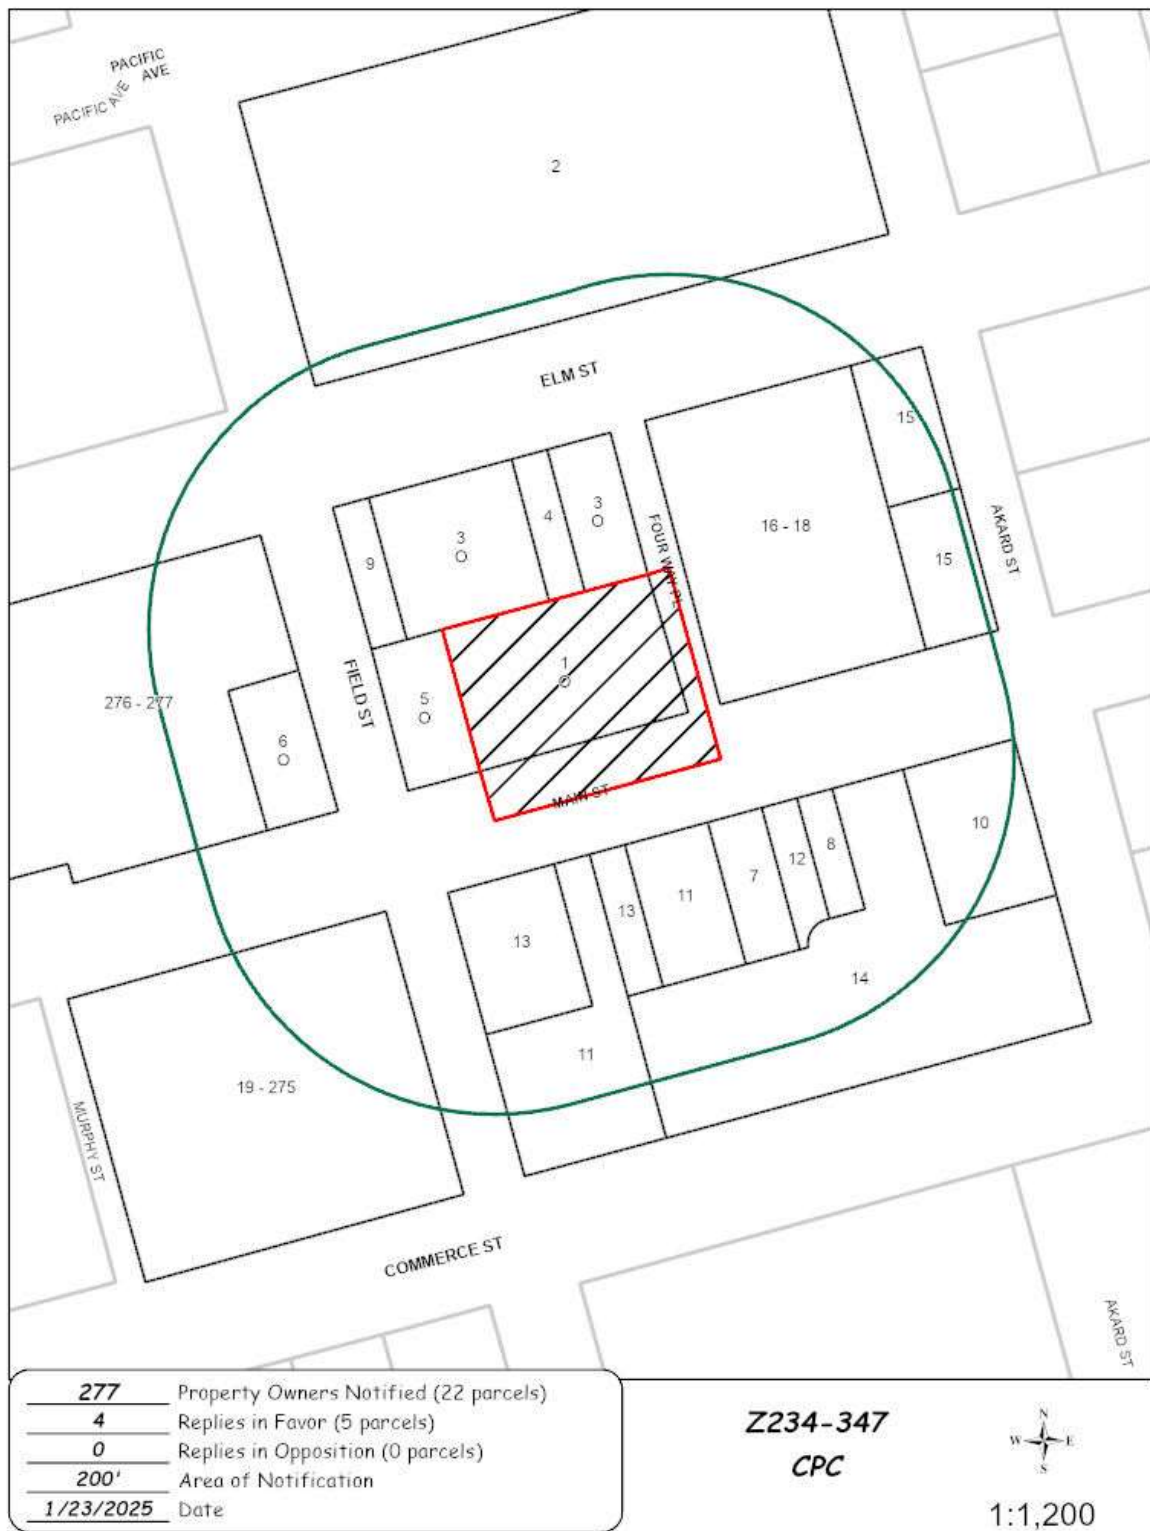 PACIFIC
AVE
PACIFIC AVE
2
ELM ST
15
3
4
3
FOUR WAY PL
16 - 18
AKARD ST
9
15
1
276 - 277
FIELD ST
5
6
MAIN ST
10
8
12
7
11
13
13
14
11
19 - 275
MURPHY ST
COMMERCE ST
AKARD ST
277 Property Owners Notified (22 parcels)
4 Replies in Favor (5 parcels)
0 Replies in Opposition (0 parcels)
200' Area of Notification
1/23/2025 Date
Z234-347
CPC
N
W E
S
1:1,200